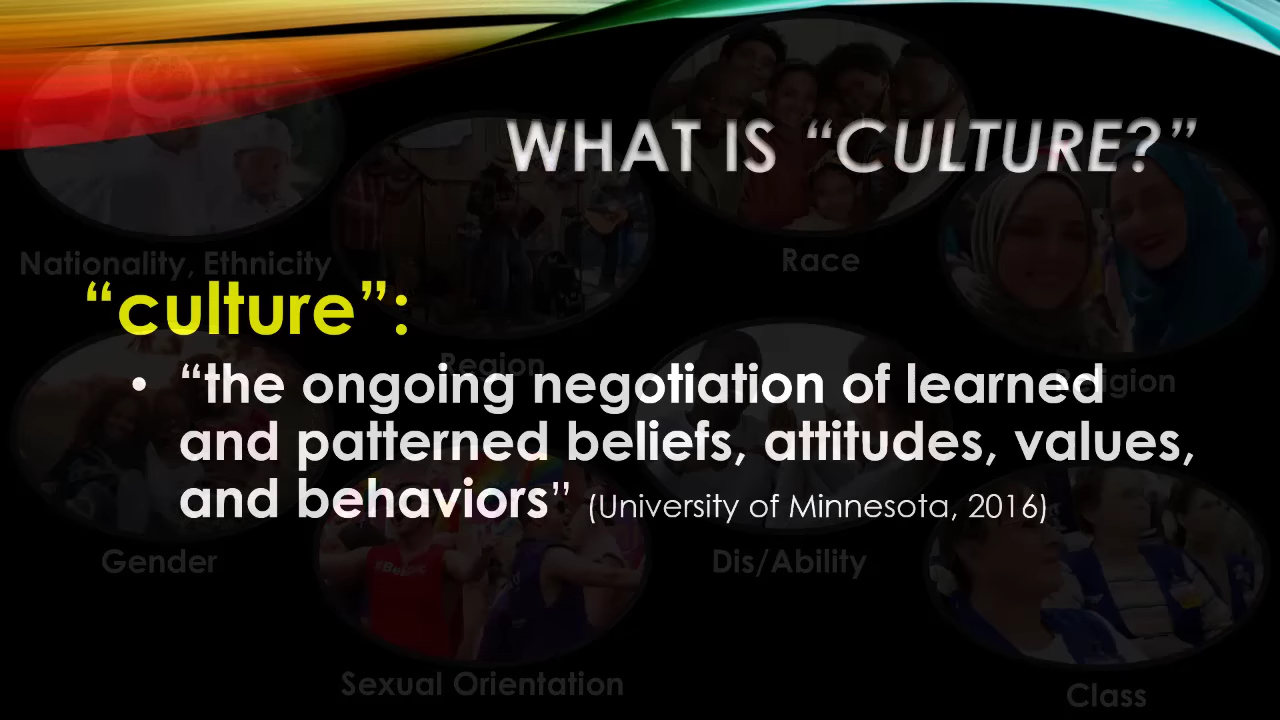 WHAT IS “CULTURE?”
Nationality, Ethnicity
Race
“culture”:
Region
Religion
• “the ongoing negotiation of learned
and patterned beliefs, attitudes, values,
and behaviors” (University of Minnesota, 2016)
Gender
Dis/Ability
Sexual Orientation
Class